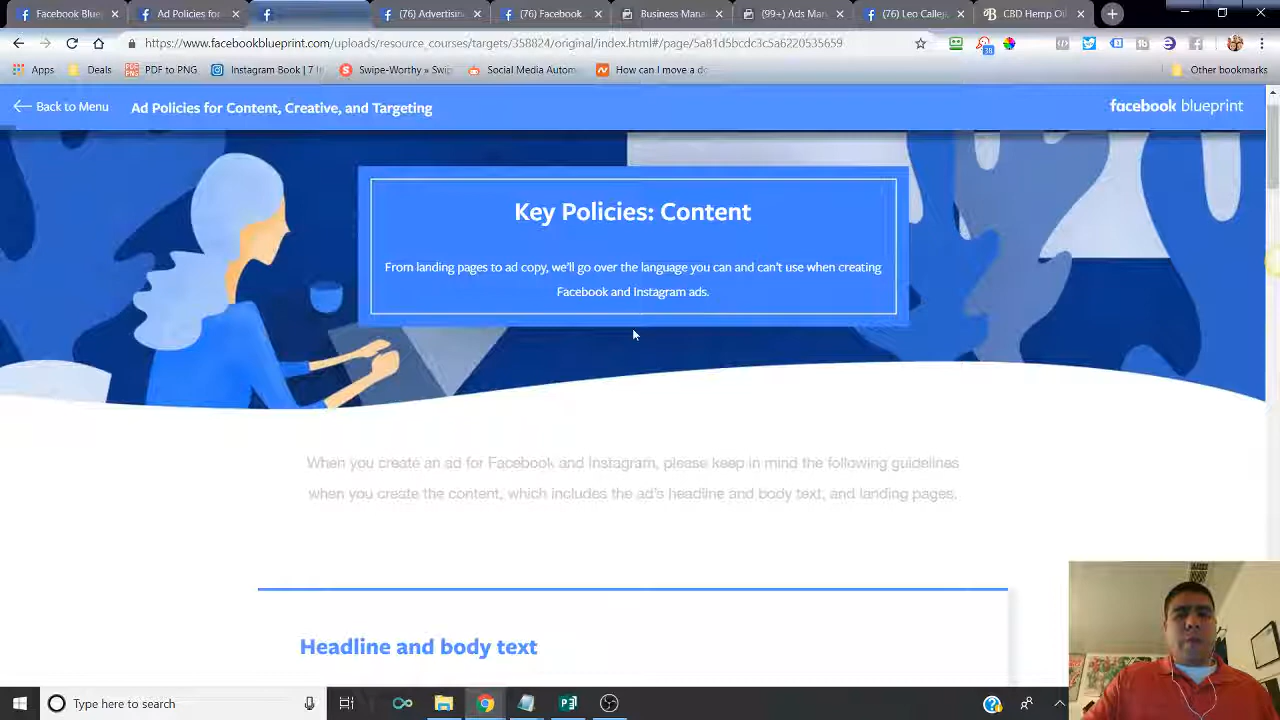 Facebook Bluep
Ad Policies for
(76) Advertisin
(76) Facebook
Business Mana
(99+) Ads Man
(76) Leo Callej
CBD Hemp Oil
https://www.facebookblueprint.com/uploads/resource_courses/targets/358824/original/index.html#/page/5a81d5bcdc3c5a6220535659
38
Apps
Deals
PDF to PNG
Instagram Book | 7 I
Swipe-Worthy » Swip
Social Media Autom
How can I move a do
Other bookmarks
Back to Menu
Ad Policies for Content, Creative, and Targeting
facebook blueprint
Key Policies: Content
From landing pages to ad copy, we'll go over the language you can and can't use when creating
Facebook and Instagram ads.
When you create an ad for Facebook and Instagram, please keep in mind the following guidelines
when you create the content, which includes the ad's headline and body text, and landing pages.
Headline and body text
Type here to search